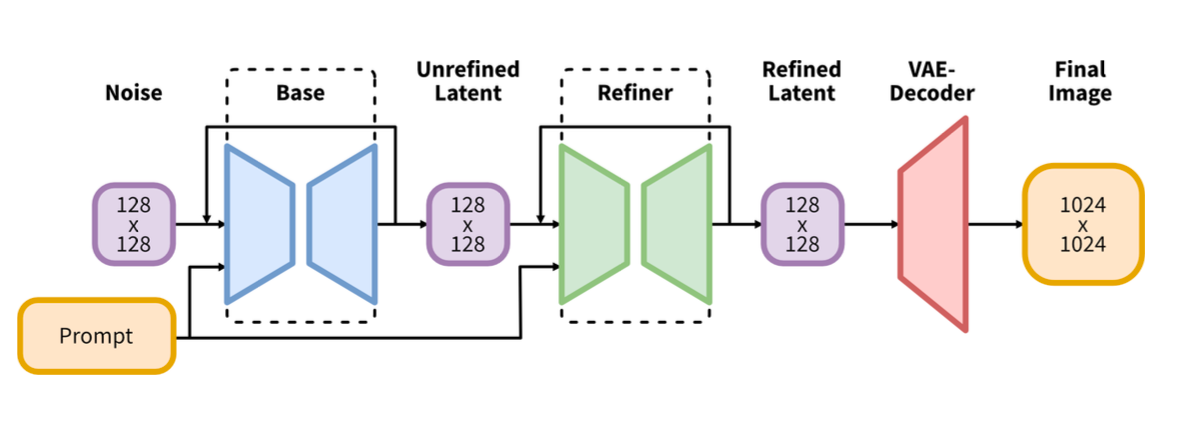 Noise
Base
Unrefined
Latent
Refiner
Refined
Latent
VAE-
Decoder
Final
Image
128
x
128
128
x
128
128
x
128
1024
x
1024
Prompt